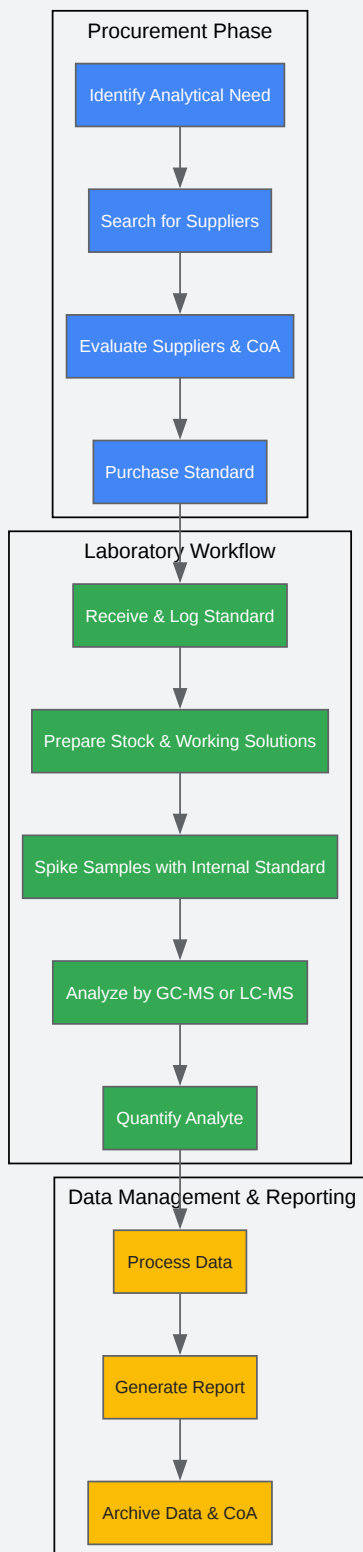 Procurement Phase
Identify Analytical Need
Search for Suppliers
Evaluate Suppliers & CoA
Purchase Standard
Laboratory Workflow
Receive & Log Standard
Prepare Stock & Working Solutions
Spike Samples with Internal Standard
Analyze by GC-MS or LC-MS
Quantify Analyte
Data Management & Reporting
Process Data
Generate Report
Archive Data & CoA